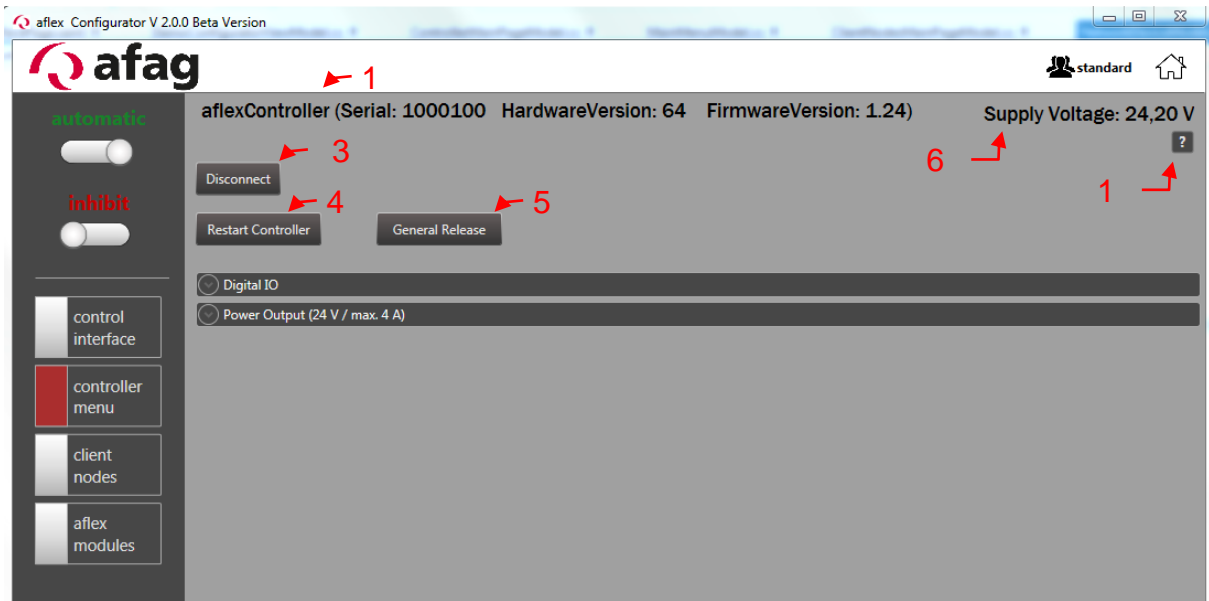 aflex Configurator V 2.0.0 Beta Version
afag
standard
1
automatic
aflexController (Serial: 1000100 HardwareVersion: 64 FirmwareVersion: 1.24)
Supply Voltage: 24,20 V
?
3
6
Disconnect
1
inhibit
4
5
Restart Controller
General Release
Digital IO
Power Output (24 V / max. 4 A)
control
interface
controller
menu
client
nodes
aflex
modules